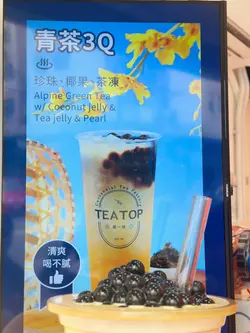 青茶3Q
珍珠、椰果、茶凍
Alpine Green Tea
w/ Coconut jelly &
Tea jelly & Pearl
TEATOP
第一味
清爽
喝不膩